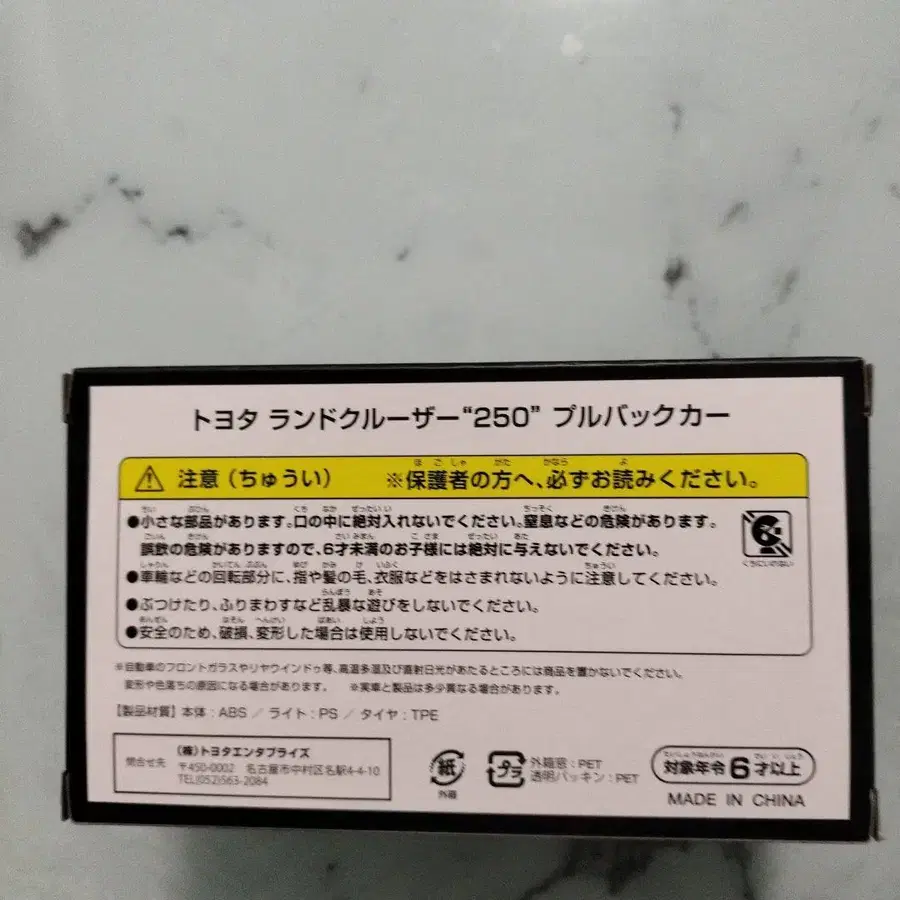 トヨタ ランドクルーザー“250” プルバックカー
注意（ちゅうい） ※保護者の方へ、必ずお読みください。
●小さな部品があります。口の中に絶対入れないでください。窒息などの危険があります。
誤飲の危険がありますので、6才未満のお子様には絶対に与えないでください。
くちにいれない
●車輪などの回転部分に、指や髪の毛、衣服などをはさまれないように注意してください。
●ぶつけたり、ふりまわすなど乱暴な遊びをしないでください。
●安全のため、破損、変形した場合は使用しないでください。
※自動車のフロントガラスやリヤウインドゥ等、高温多湿及び直射日光があたるところには商品を置かないでください。
変形や色落ちの原因になる場合があります。 ※実車と製品は多少異なる場合があります。
【製品材質】本体：ABS ／ ライト：PS ／ タイヤ：TPE
問合せ先
（株）トヨタエンタプライズ
〒450-0002 名古屋市中村区名駅4-4-10
TEL(052)563-2084
紙
外箱
プラ
外箱窓：PET
透明パッキン：PET
対象年令 6才以上
MADE IN CHINA